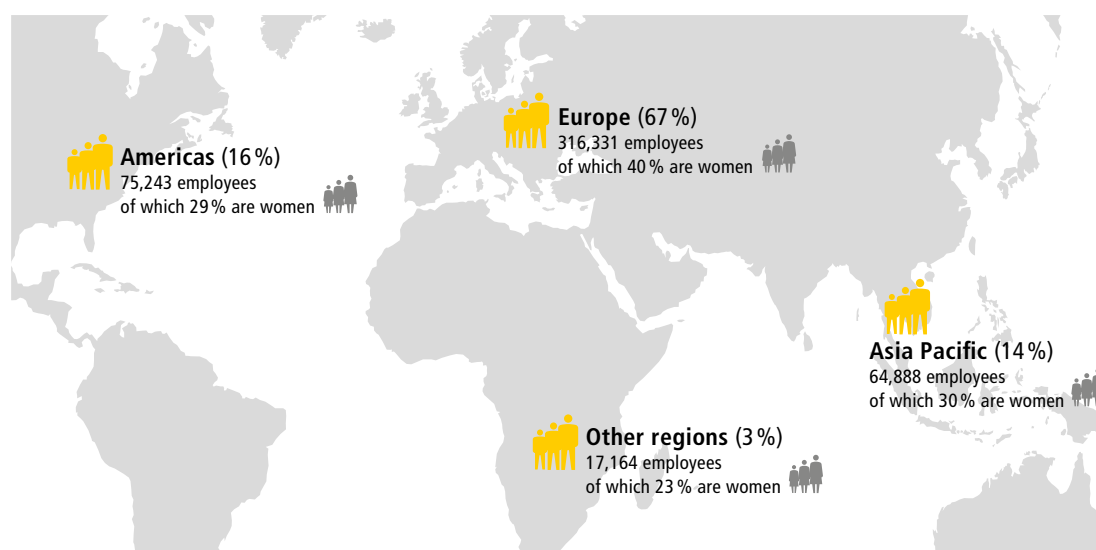 Europe (67 %)
316,331 employees
of which 40 % are women
Americas (16 %)
75,243 employees
of which 29 % are women
Asia Pacific (14 %)
64,888 employees
of which 30 % are women
Other regions (3 %)
17,164 employees
of which 23 % are women